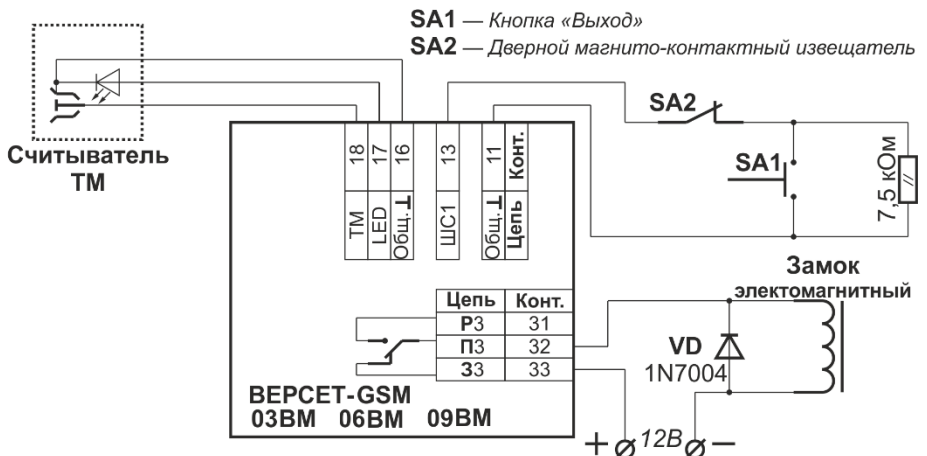 SA1 — Кнопка «Выход»
SA2 — Дверной магнито-контактный извещатель
Считыватель
ТМ
18 17 16 13 11 Конт.
ТМ LED Общ.⊥ ШС1 Общ.⊥ Цепь
SA2
SA1
7,5 кОм
Замок
электомагнитный
Цепь Конт.
Р3 31
П3 32
З3 33
VD
1N7004
ВЕРСЕТ-GSM
03ВМ 06ВМ 09ВМ
+ 12В −